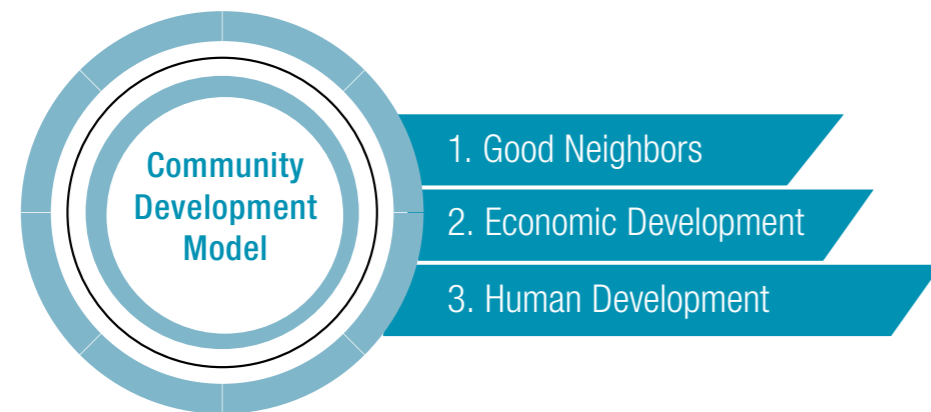 Community
Development
Model
1. Good Neighbors
2. Economic Development
3. Human Development